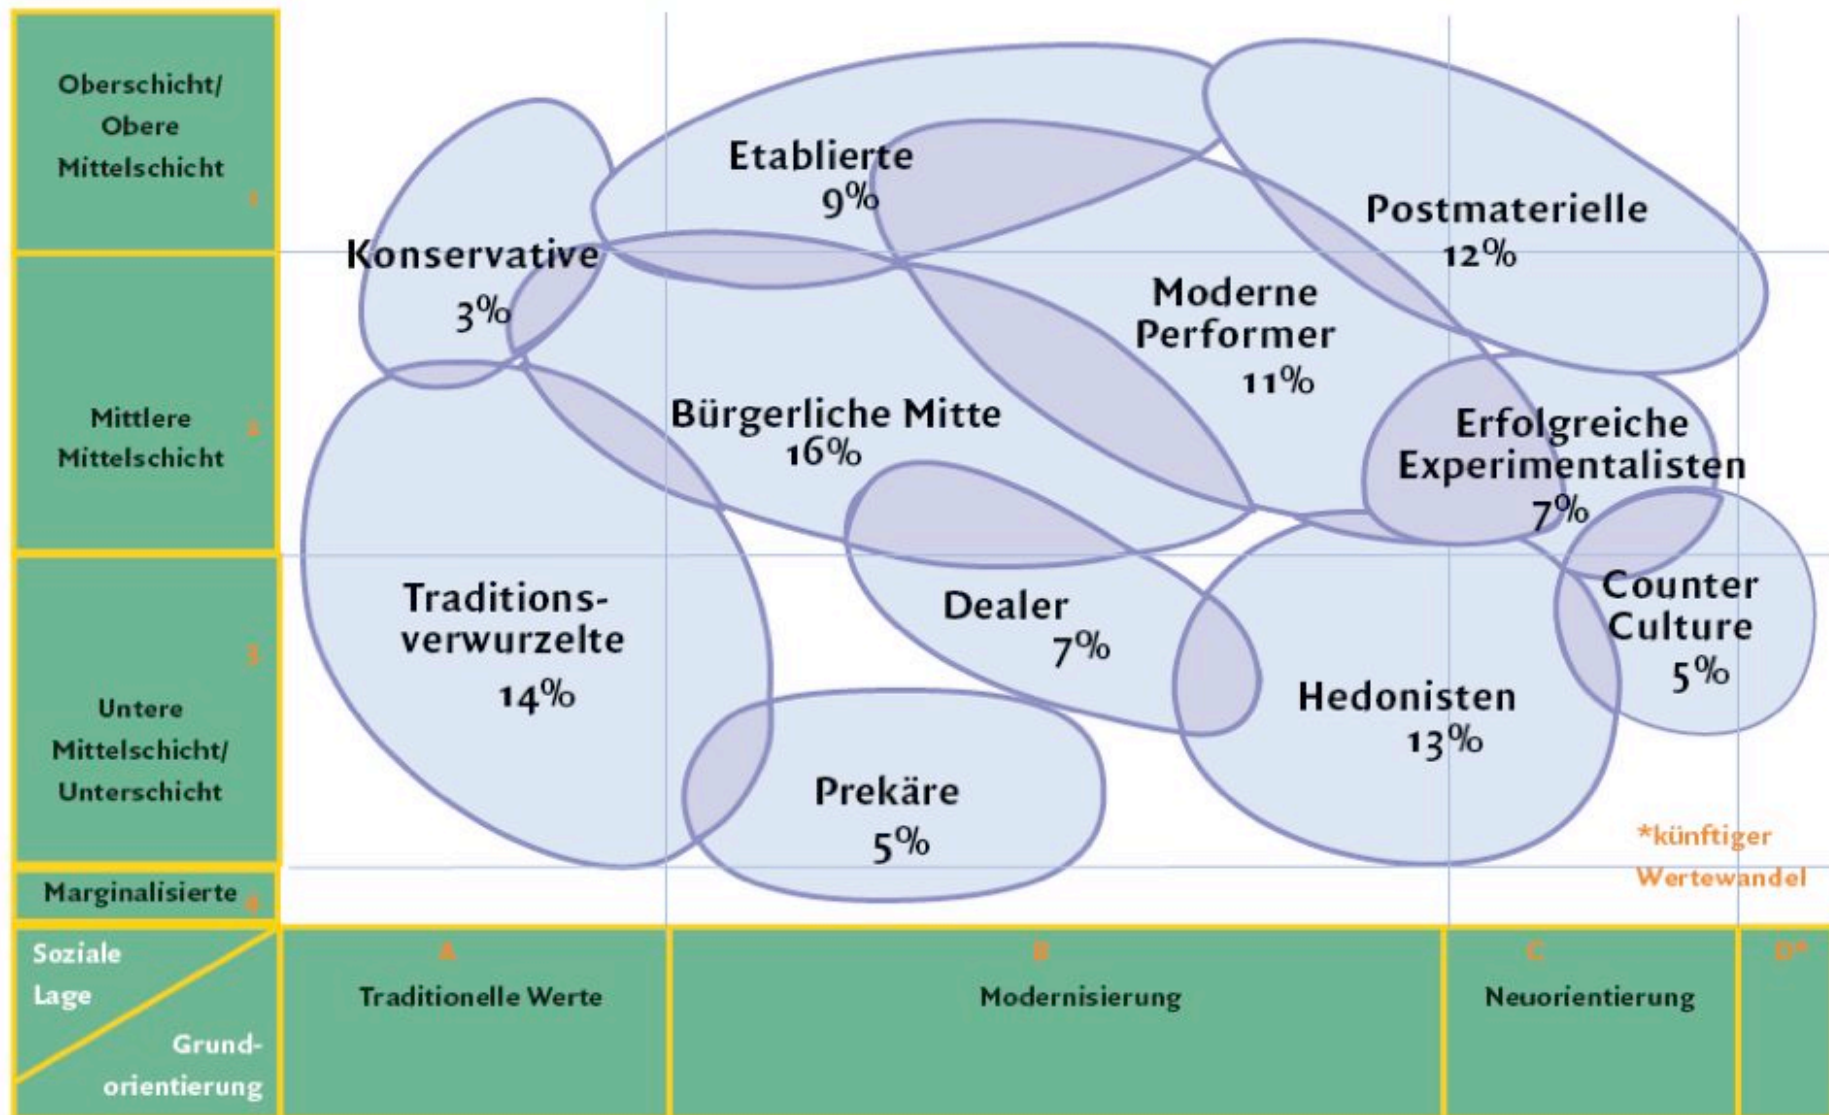 Oberschicht/
Obere
Mittelschicht
1
Mittlere
Mittelschicht
2
3
Untere
Mittelschicht/
Unterschicht
Marginalisierte
4
Soziale
Lage
Grund-
orientierung
Etablierte
9%
Postmaterielle
12%
Konservative
3%
Moderne
Performer
11%
Bürgerliche Mitte
16%
Erfolgreiche
Experimentalisten
7%
Traditions-
verwurzelte
14%
Dealer
7%
Counter
Culture
5%
Hedonisten
13%
Prekäre
5%
*künftiger
Wertewandel
A
Traditionelle Werte
B
Modernisierung
C
Neuorientierung
D*